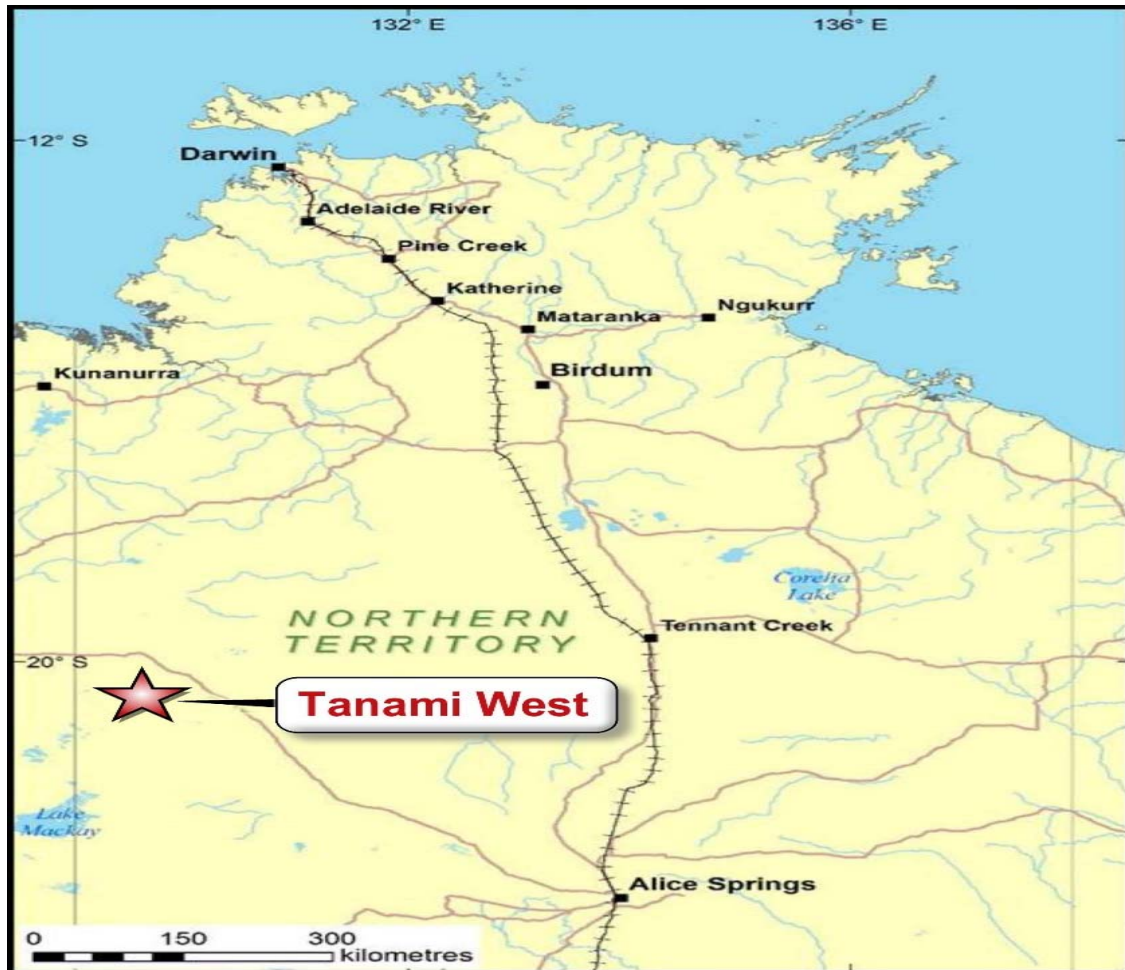 132° E
136° E
12° S
Darwin
Adelaide River
Pine Creek
Katherine
Mataranka
Ngukurr
Kunanurra
Birdum
Corella
Lake
NORTHERN
TERRITORY
Tennant Creek
20° S
Tanami West
Lake
Mackay
Alice Springs
0 150 300
kilometres